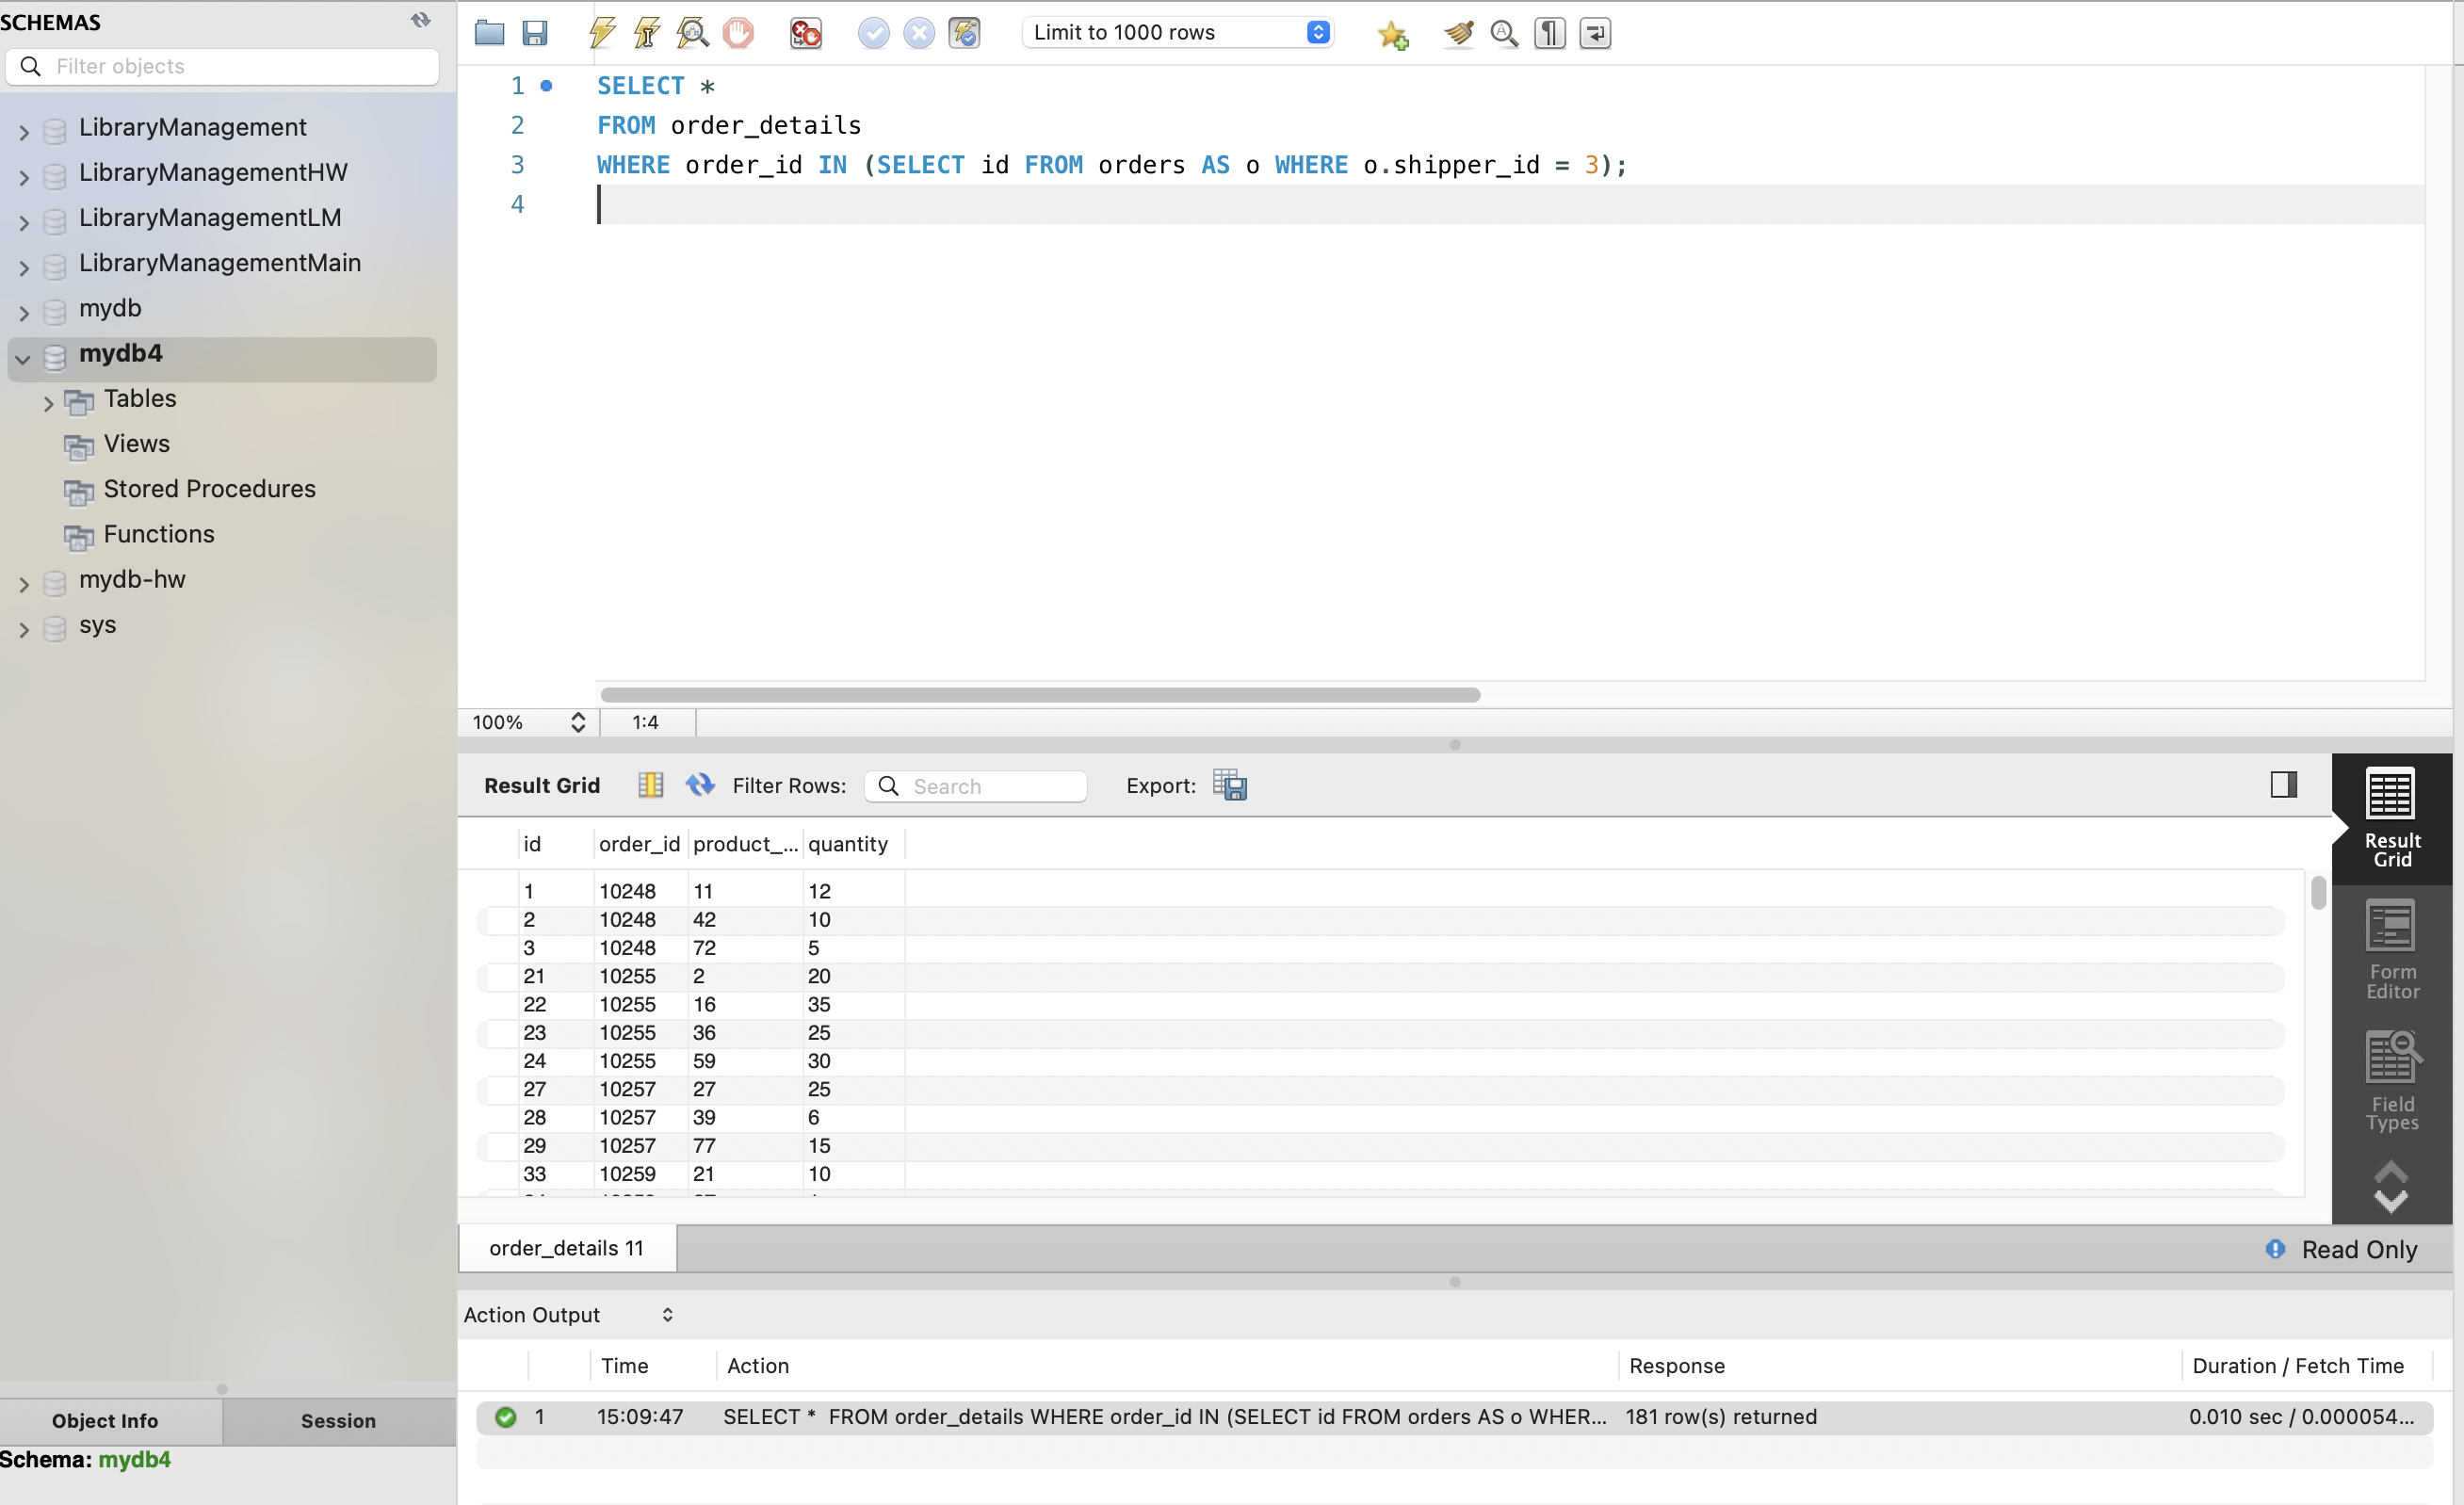 SCHEMAS
Filter objects
LibraryManagement
LibraryManagementHW
LibraryManagementLM
LibraryManagementMain
mydb
mydb4
Tables
Views
Stored Procedures
Functions
mydb-hw
sys
Object Info Session
Schema: mydb4
Limit to 1000 rows
1 SELECT *
2 FROM order_details
3 WHERE order_id IN (SELECT id FROM orders AS o WHERE o.shipper_id = 3);
4
100% 1:4
Result Grid Filter Rows: Search Export:
id order_id product_... quantity
1 10248 11 12
2 10248 42 10
3 10248 72 5
21 10255 2 20
22 10255 16 35
23 10255 36 25
24 10255 59 30
27 10257 27 25
28 10257 39 6
29 10257 77 15
33 10259 21 10
Result
Grid
Form
Editor
Field
Types
order_details 11 Read Only
Action Output
Time Action Response Duration / Fetch Time
1 15:09:47 SELECT * FROM order_details WHERE order_id IN (SELECT id FROM orders AS o WHER... 181 row(s) returned 0.010 sec / 0.000054...